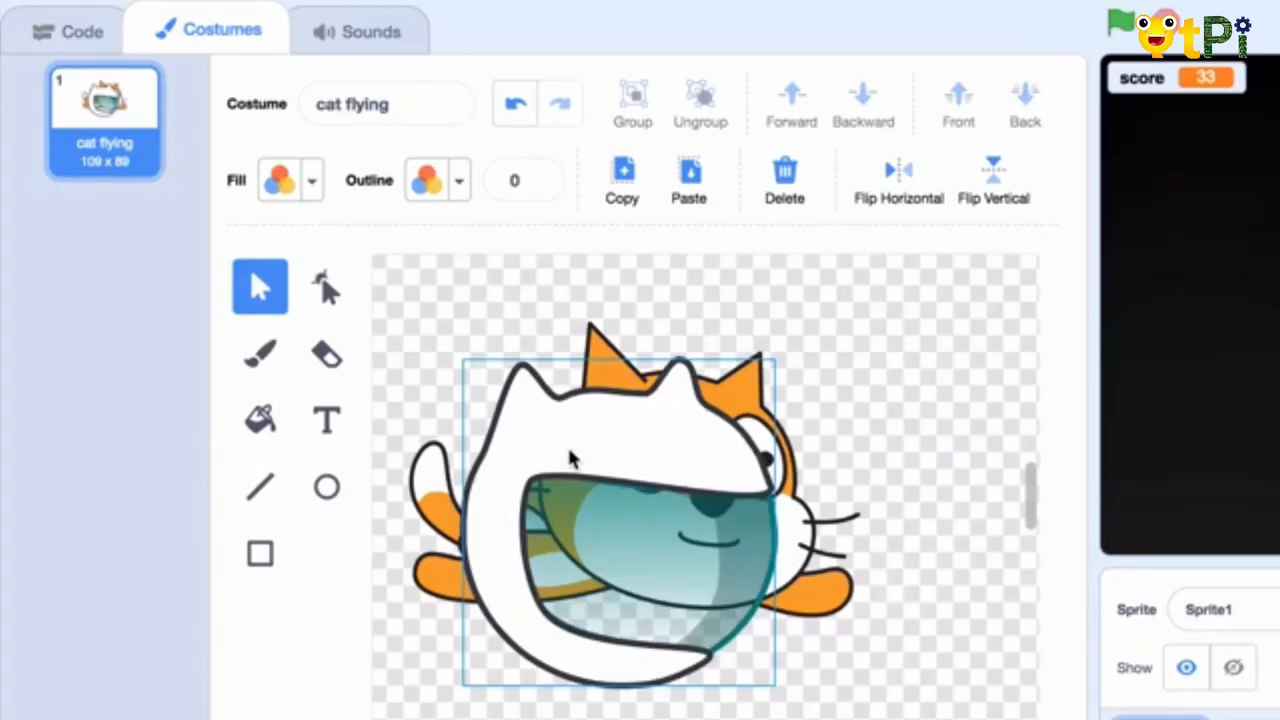 Code
Costumes
Sounds
QtPi
1
cat flying
109 x 89
Costume
cat flying
Group
Ungroup
Forward
Backward
Front
Back
Fill
Outline
0
Copy
Paste
Delete
Flip Horizontal
Flip Vertical
T
score 33
Sprite
Sprite1
Show